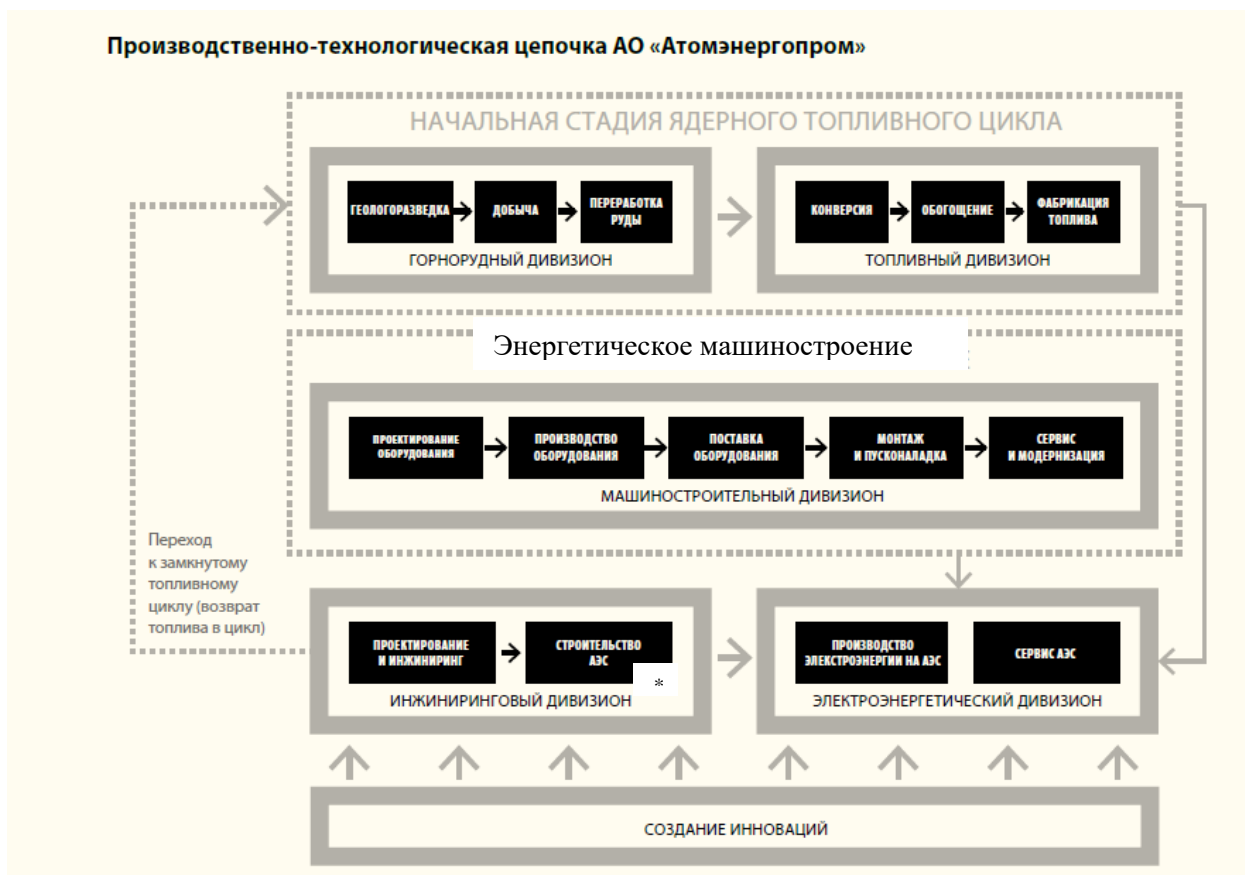 Производственно-технологическая цепочка АО «Атомэнергопром»
НАЧАЛЬНАЯ СТАДИЯ ЯДЕРНОГО ТОПЛИВНОГО ЦИКЛА
ГЕОЛОГОРАЗВЕДКА
ДОБЫЧА
ПЕРЕРАБОТКА
РУДЫ
ГОРНОРУДНЫЙ ДИВИЗИОН
КОНВЕРСИЯ
ОБОГОЩЕНИЕ
ФАБРИКАЦИЯ
ТОПЛИВА
ТОПЛИВНЫЙ ДИВИЗИОН
Энергетическое машиностроение
ПРОЕКТИРОВАНИЕ
ОБОРУДОВАНИЯ
ПРОИЗВОДСТВО
ОБОРУДОВАНИЯ
ПОСТАВКА
ОБОРУДОВАНИЯ
МОНТАЖ
И ПУСКОНАЛАДКА
СЕРВИС
И МОДЕРНИЗАЦИЯ
МАШИНОСТРОИТЕЛЬНЫЙ ДИВИЗИОН
Переход
к замкнутому
топливному
циклу (возврат
топлива в цикл)
ПРОЕКТИРОВАНИЕ
И ИНЖИНИРИНГ
СТРОИТЕЛЬСТВО
АЭС
*
ИНЖИНИРИНГОВЫЙ ДИВИЗИОН
ПРОИЗВОДСТВО
ЭЛЕКСТРОЭНЕРГИИ НА АЭС
СЕРВИС АЭС
ЭЛЕКТРОЭНЕРГЕТИЧЕСКИЙ ДИВИЗИОН
СОЗДАНИЕ ИННОВАЦИЙ